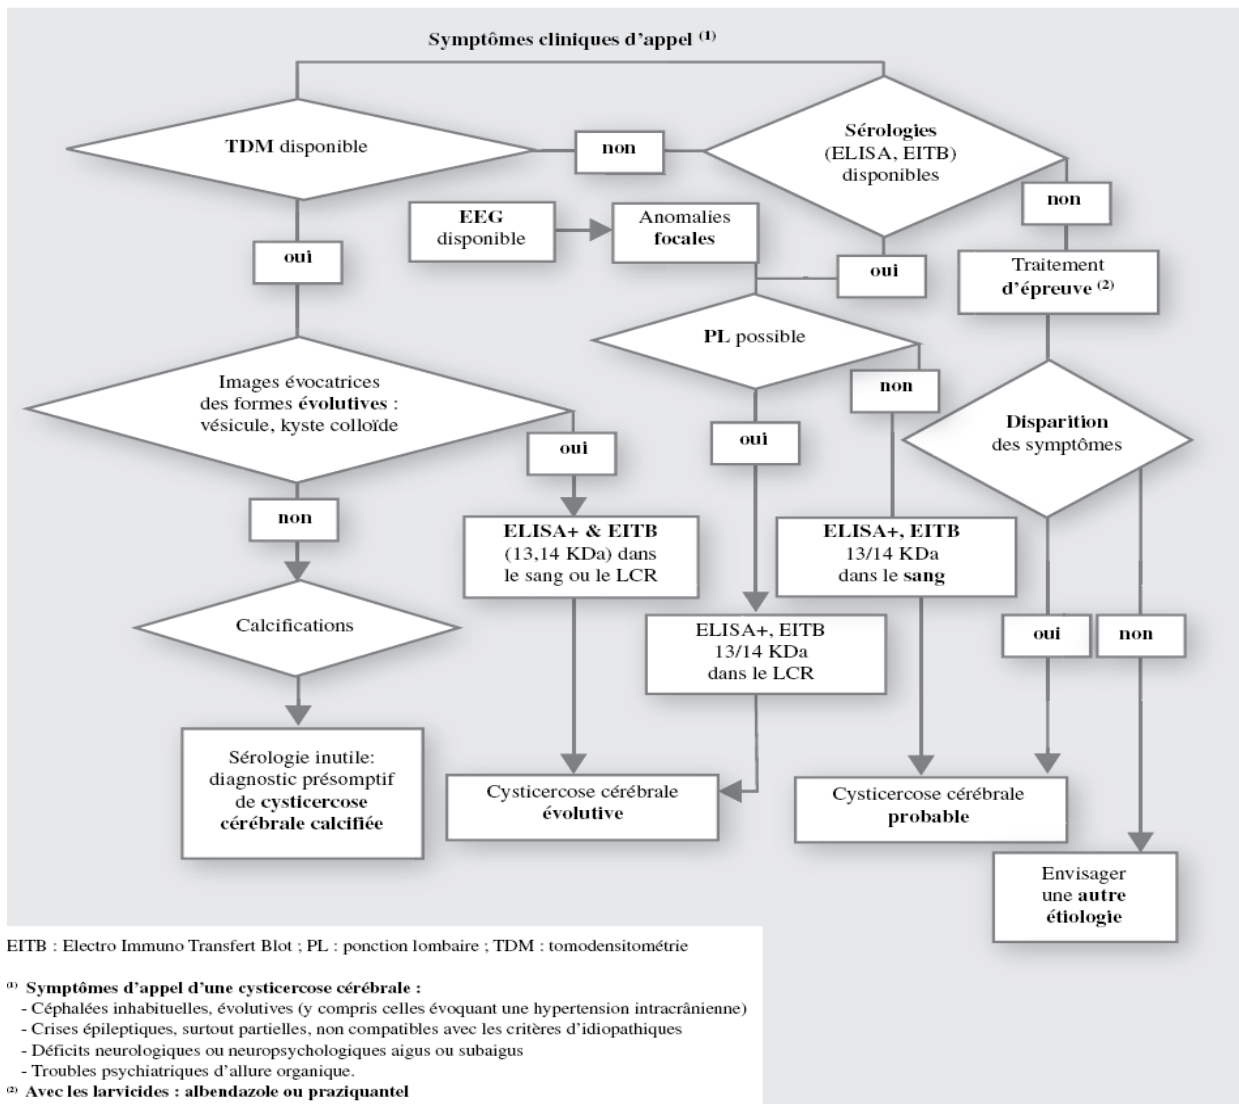 Symptômes cliniques d'appel (1)
TDM disponible
non
Sérologies
(ELISA, EITB)
disponibles
non
EEG
disponible
Anomalies
focales
oui
oui
Traitement
d'épreuve (2)
PL possible
non
Images évocatrices
des formes évolutives :
vésicule, kyste colloïde
oui
oui
Disparition
des symptômes
non
ELISA+ & EITB
(13,14 KDa) dans
le sang ou le LCR
ELISA+, EITB
13/14 KDa
dans le sang
Calcifications
ELISA+, EITB
13/14 KDa
dans le LCR
oui
non
Sérologie inutile:
diagnostic présomptif
de cysticercose
cérébrale calcifiée
Cysticercose cérébrale
évolutive
Cysticercose cérébrale
probable
Envisager
une autre
étiologie
EITB : Electro Immuno Transfert Blot ; PL : ponction lombaire ; TDM : tomodensitométrie
(1) Symptômes d'appel d'une cysticercose cérébrale :
- Céphalées inhabituelles, évolutives (y compris celles évoquant une hypertension intracrânienne)
- Crises épileptiques, surtout partielles, non compatibles avec les critères d'idiopathiques
- Déficits neurologiques ou neuropsychologiques aigus ou subaigus
- Troubles psychiatriques d'allure organique.
(2) Avec les larvicides : albendazole ou praziquantel